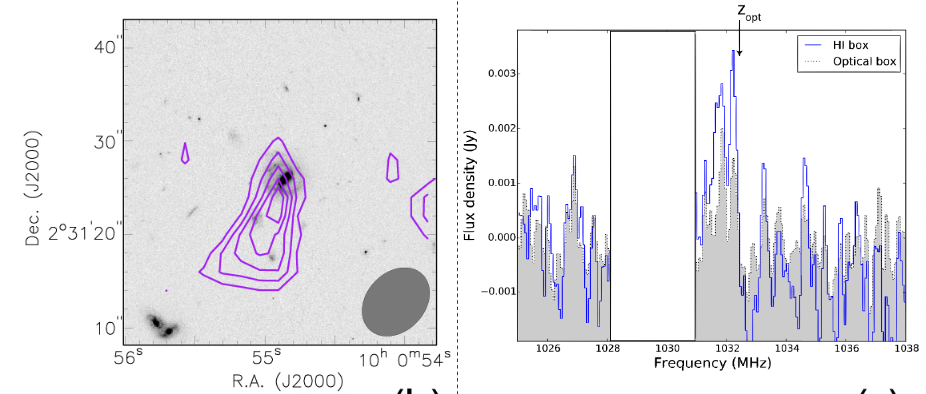 40"
30"
2°31'20"
10"
56s
55s
10h 0m 54s
R.A. (J2000)
Dec. (J2000)
zopt
HI box
Optical box
0.003
0.002
0.001
0.000
−0.001
Flux density (Jy)
1026
1028
1030
1032
1034
1036
1038
Frequency (MHz)